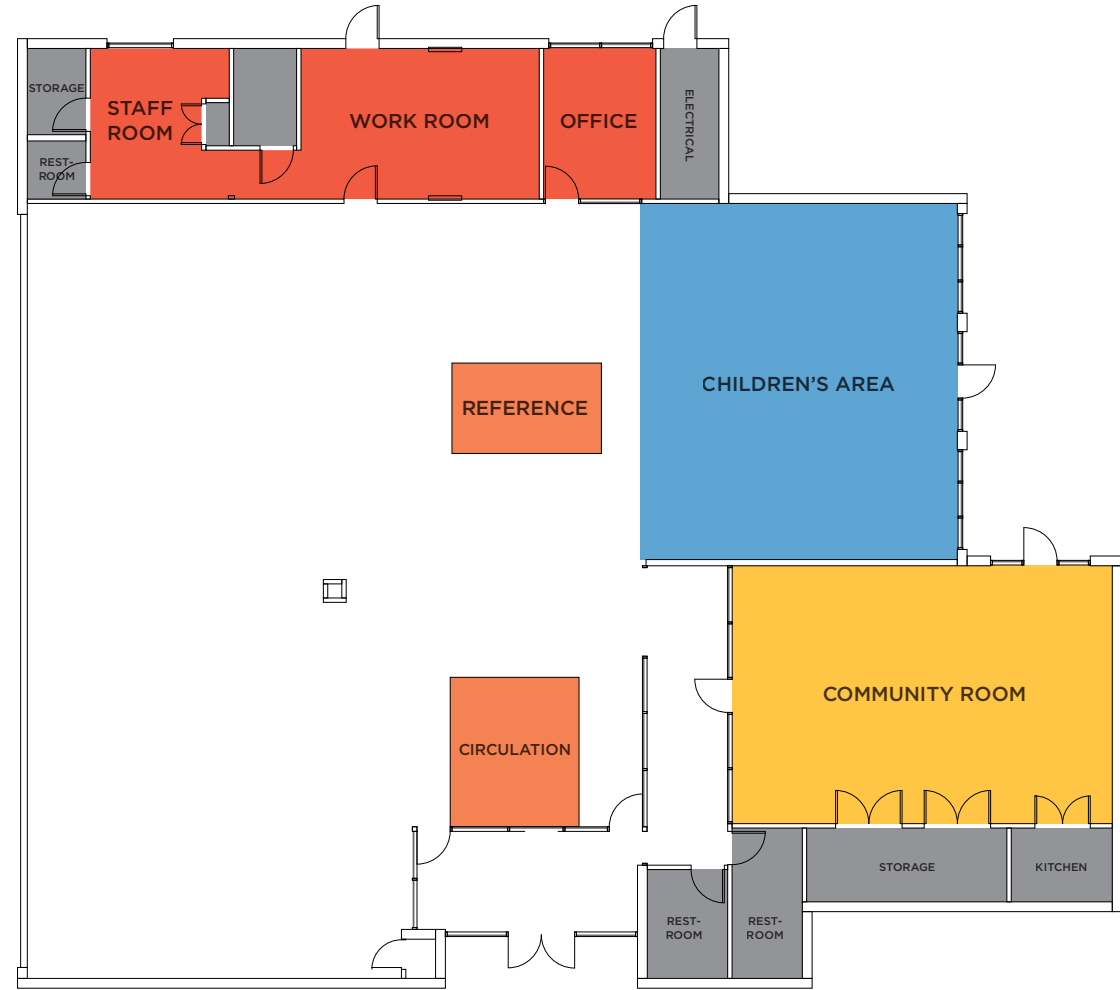 STORAGE
STAFF
ROOM
WORK ROOM
OFFICE
ELECTRICAL
REST-
ROOM
CHILDREN'S AREA
REFERENCE
COMMUNITY ROOM
CIRCULATION
STORAGE
KITCHEN
REST-
ROOM
REST-
ROOM